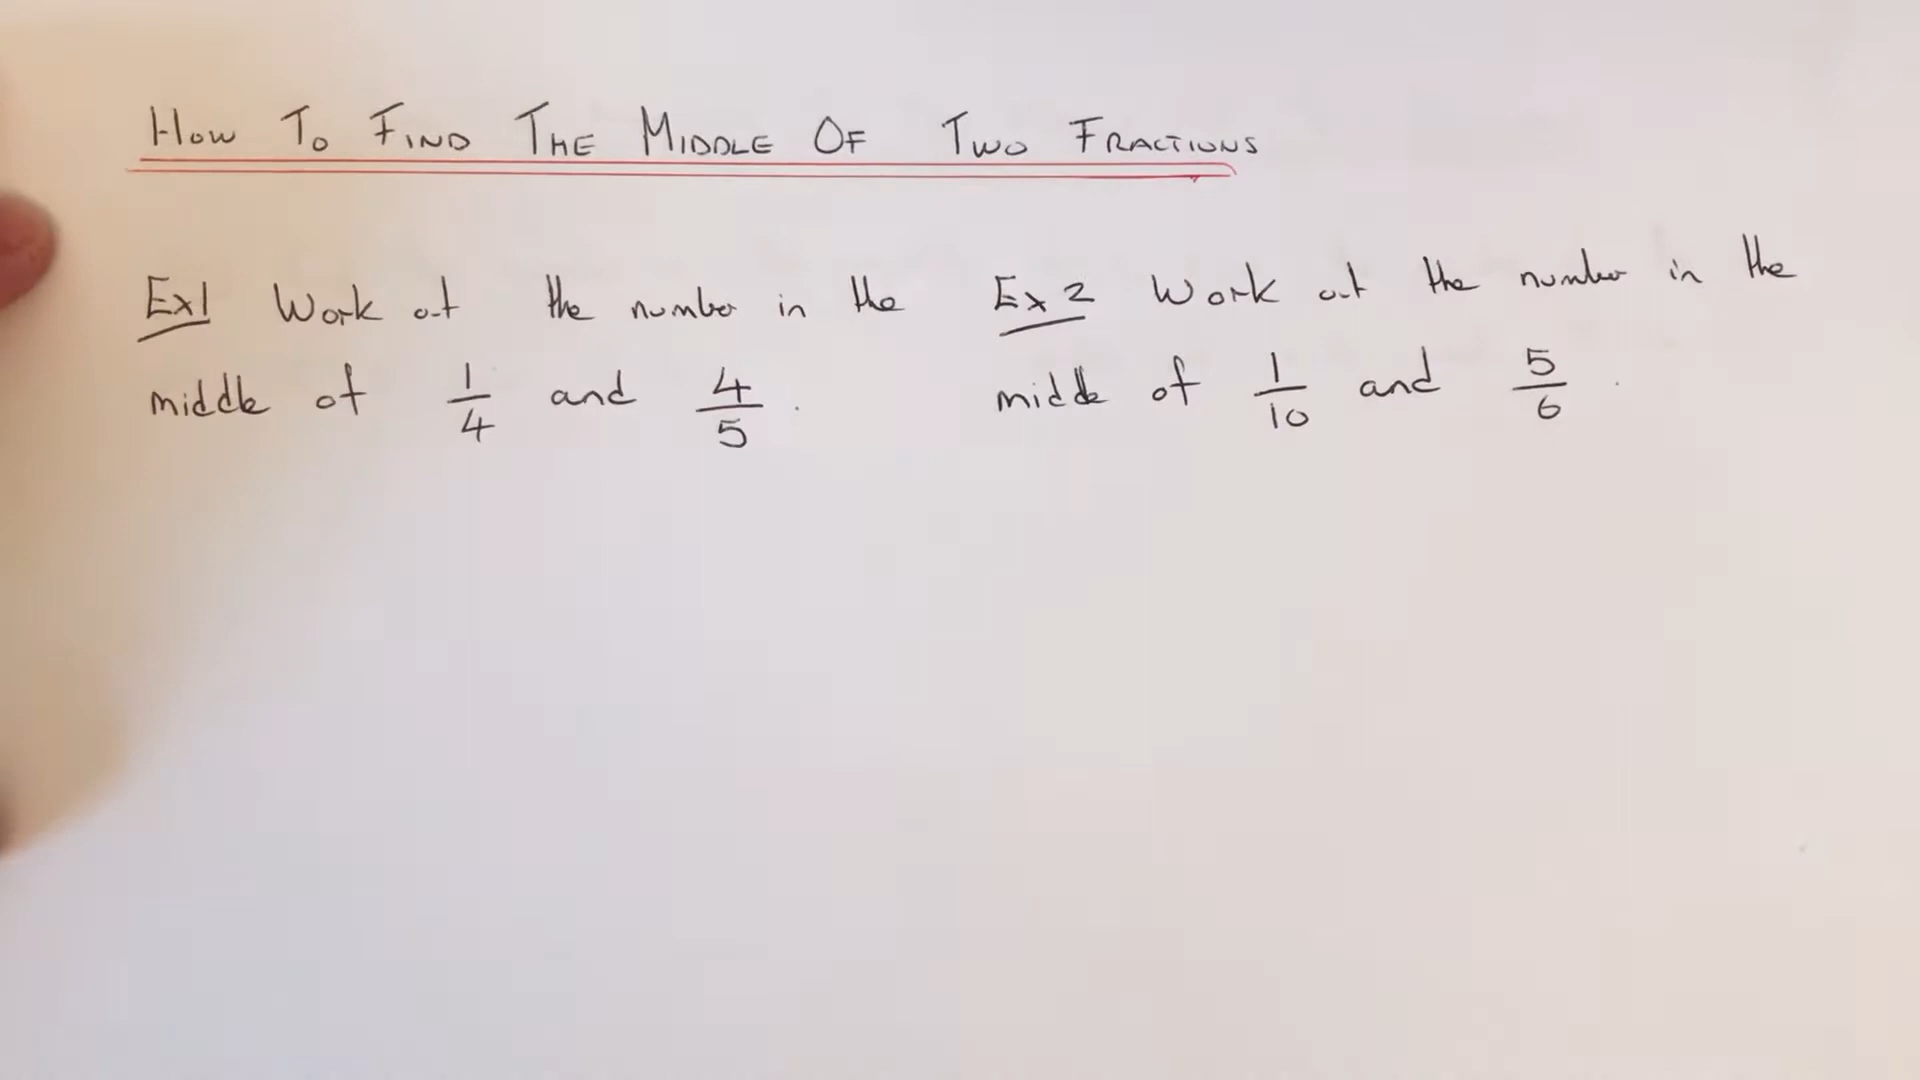 How To Find The Middle Of Two Fractions
Ex1 Work out the number in the
middle of 1/4 and 4/5.
Ex2 Work out the number in the
middle of 1/10 and 5/6.